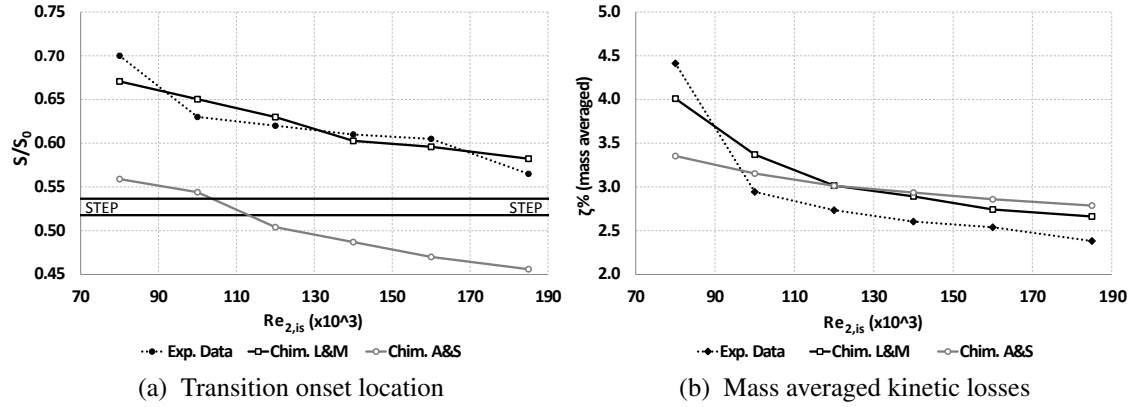 0.75
0.70
0.65
0.60
0.55
0.50
0.45
S/S0
STEP
STEP
70
90
110
130
150
170
190
Re2,is (x10^3)
Exp. Data
Chim. L&M
Chim. A&S
(a) Transition onset location
5.0
4.5
4.0
3.5
3.0
2.5
2.0
ζ% (mass averaged)
70
90
110
130
150
170
190
Re2,is (x10^3)
Exp. Data
Chim. L&M
Chim. A&S
(b) Mass averaged kinetic losses